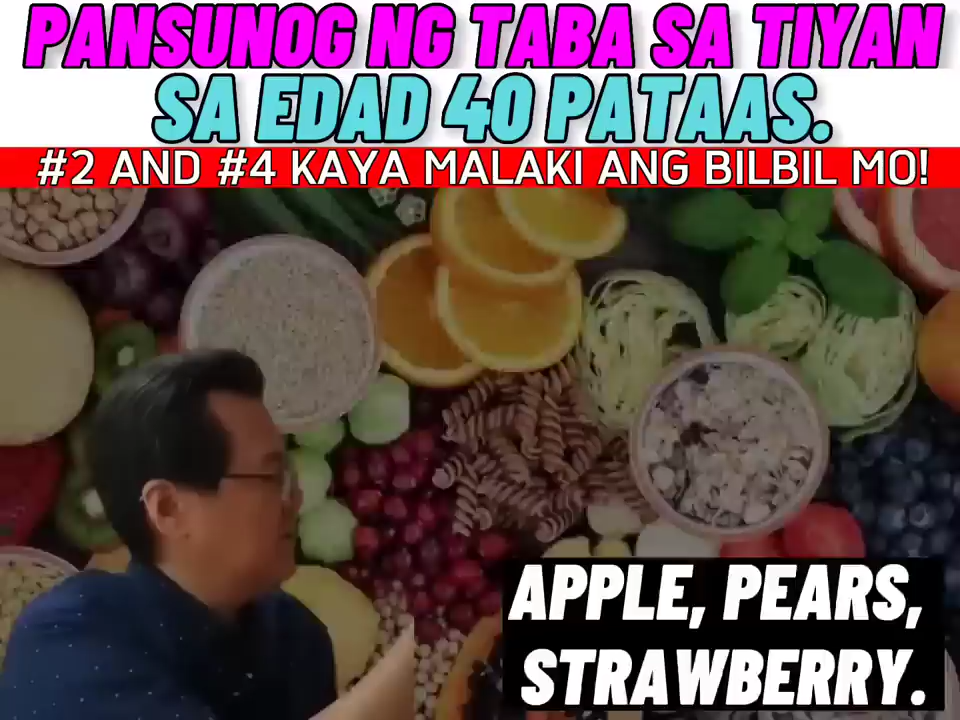 PANSUNOG NG TABA SA TIYAN
SA EDAD 40 PATAAS.
#2 AND #4 KAYA MALAKI ANG BILBIL MO!
APPLE, PEARS,
STRAWBERRY.